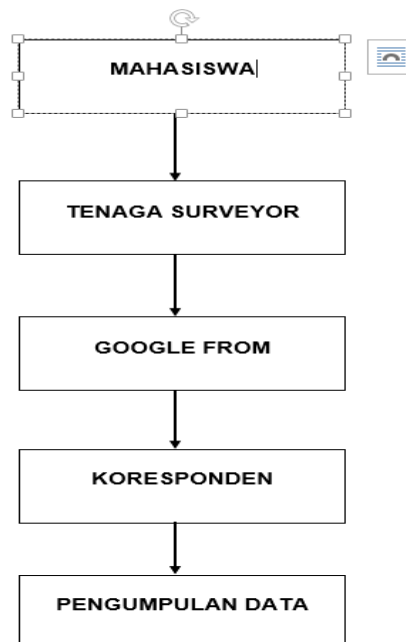 MAHASISWA
TENAGA SURVEYOR
GOOGLE FROM
KORESPONDEN
PENGUMPULAN DATA